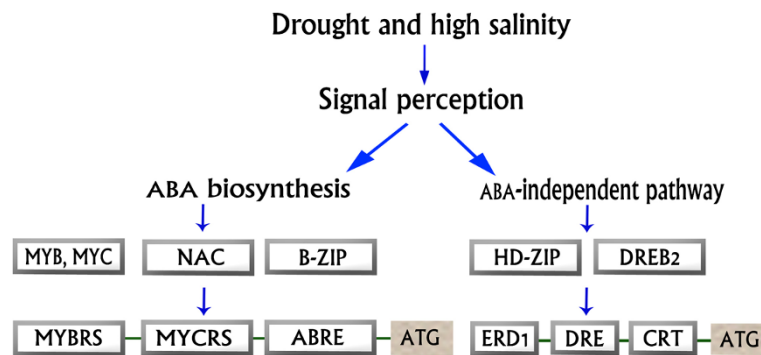 Drought and high salinity
Signal perception
ABA biosynthesis
ABA-independent pathway
MYB, MYC
NAC
B-ZIP
HD-ZIP
DREB2
MYBRS
MYCRS
ABRE
ATG
ERD1
DRE
CRT
ATG